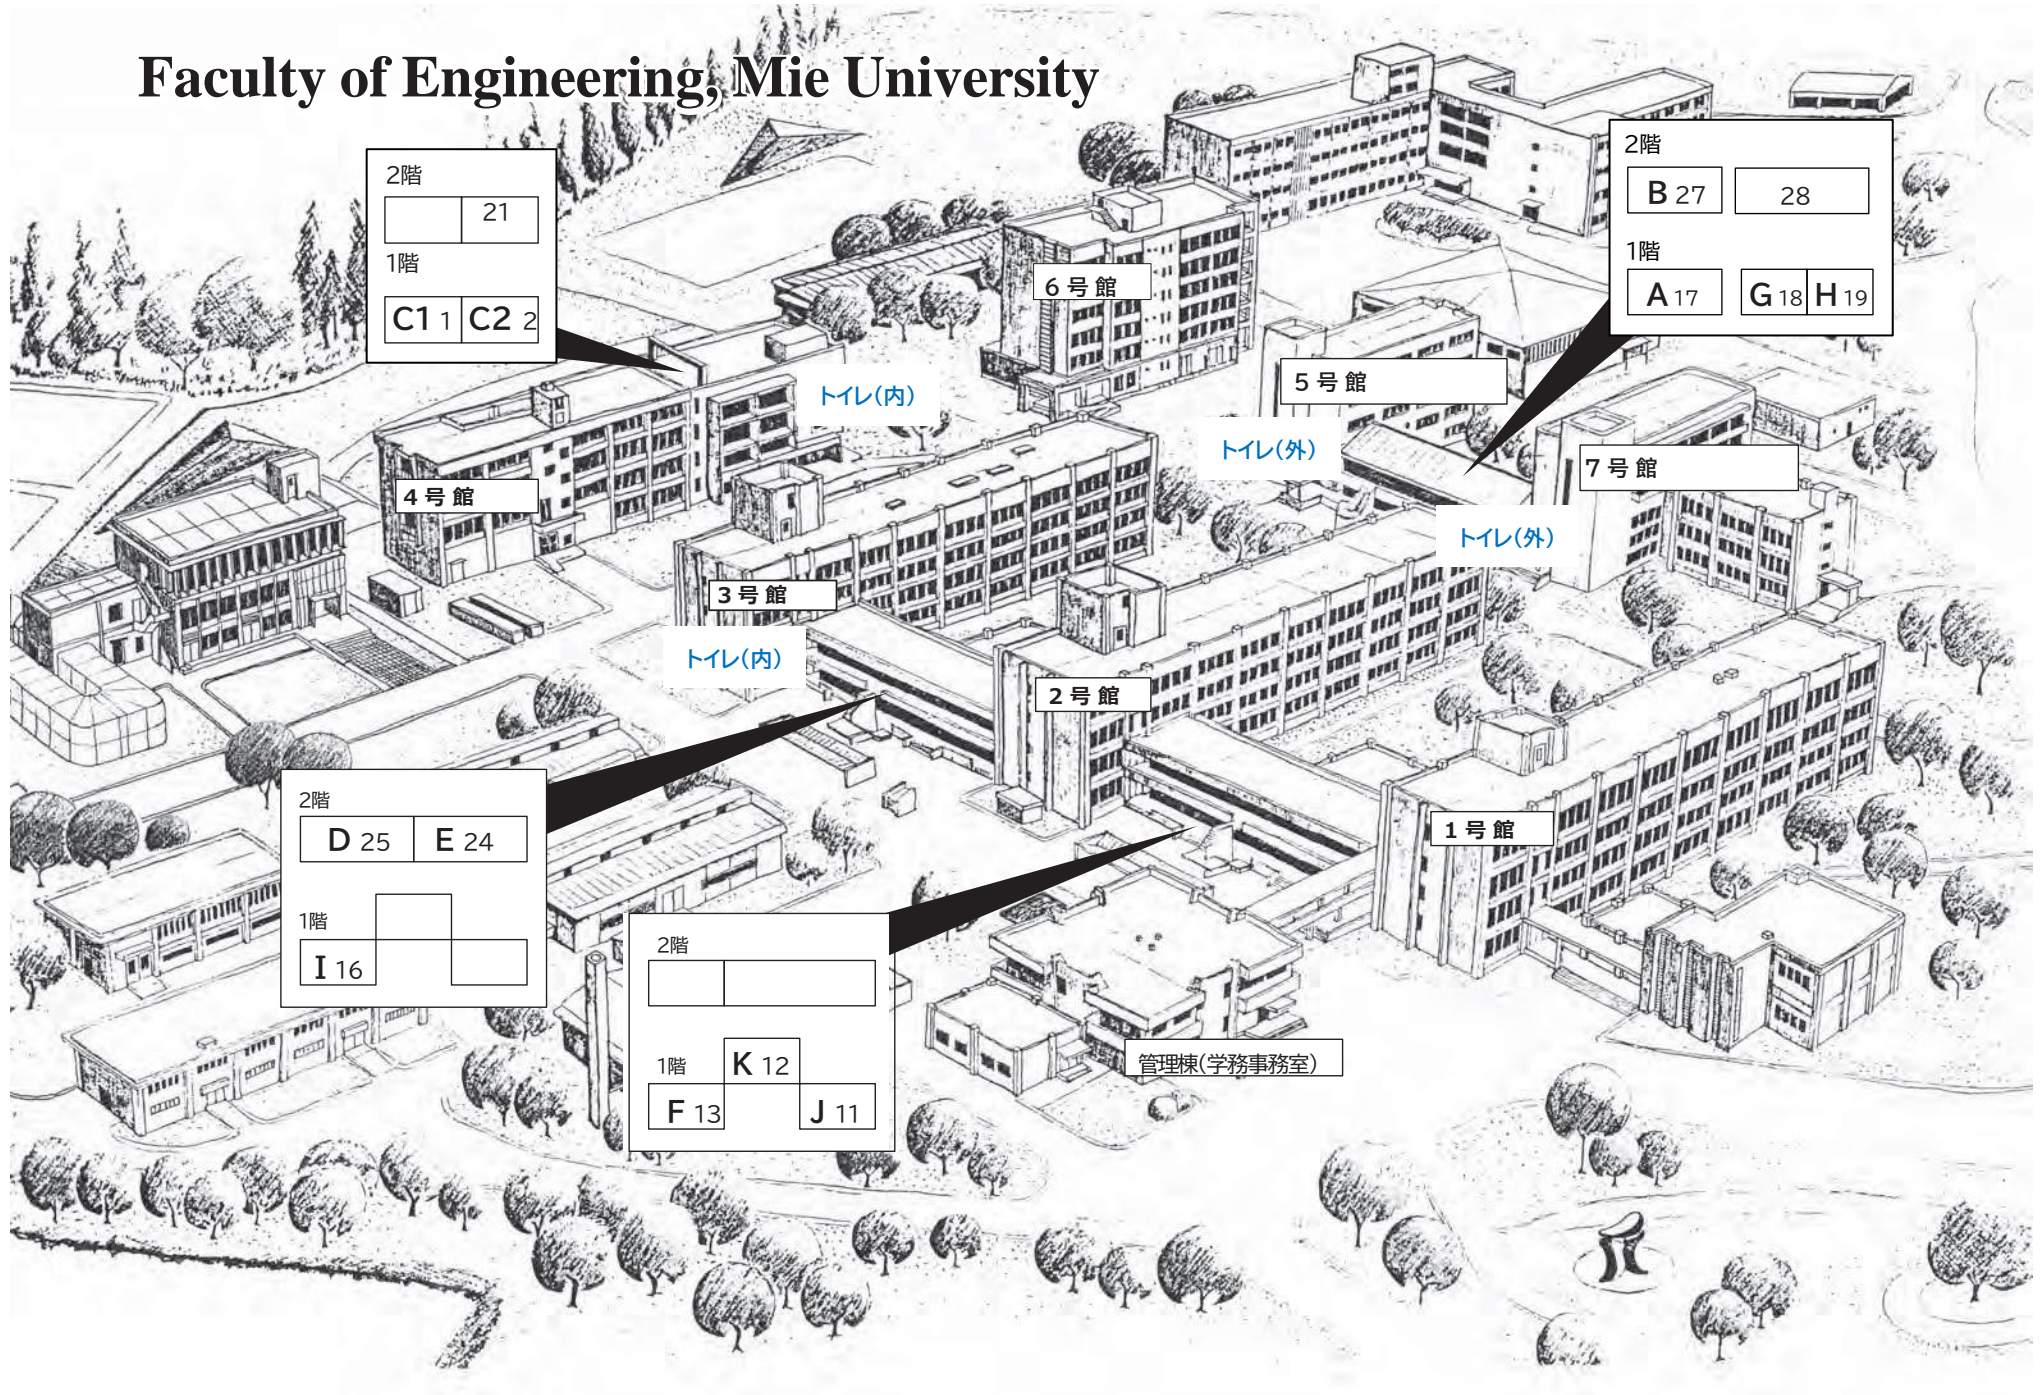 Faculty of Engineering, Mie University
2階
21
1階
C1 1 C2 2
2階
B 27 28
1階
A 17 G 18 H 19
6 号 館
5 号 館
トイレ(内)
トイレ(外)
7 号 館
4 号 館
トイレ(外)
3 号 館
トイレ(内)
2 号 館
1 号 館
2階
D 25 E 24
1階
I 16
2階
1階
K 12
F 13 J 11
管理棟(学務事務室)